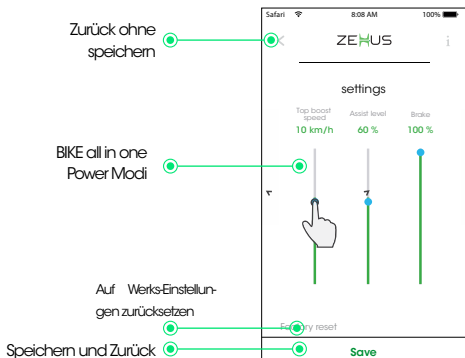 Safari 8:08 AM 100%
Zurück ohne
speichern
ZEHUS
i
settings
Top boost
speed
Assist level
Brake
10 km/h
60 %
100 %
BIKE all in one
Power Modi
Auf Werks-Einstellun-
gen zurücksetzen
Factory reset
Speichern und Zurück
Save